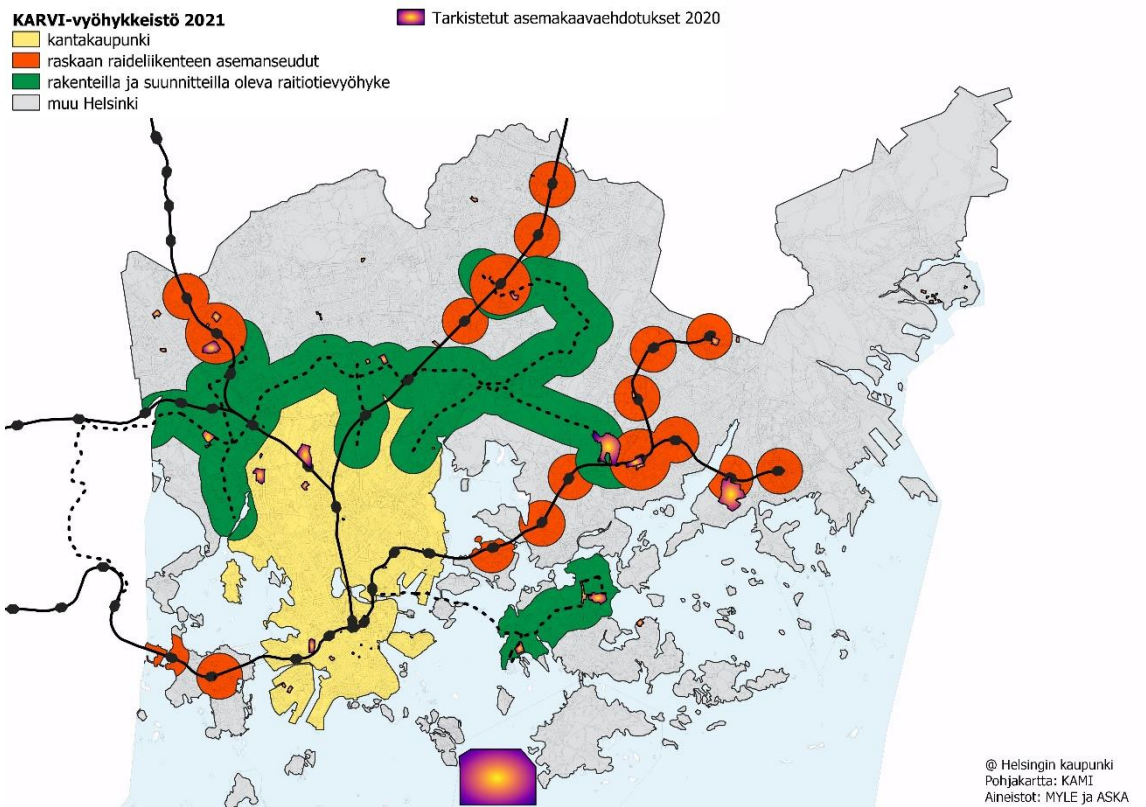 KARVI-vyöhykkeistö 2021
kantakaupunki
raskaan raideliikenteen asemanseudut
rakenteilla ja suunnitteilla oleva raitiotievyöhyke
muu Helsinki
Tarkistetut asemakaavaehdotukset 2020
@ Helsingin kaupunki
Pohjakartta: KAMI
Aineistot: MYLE ja ASKA